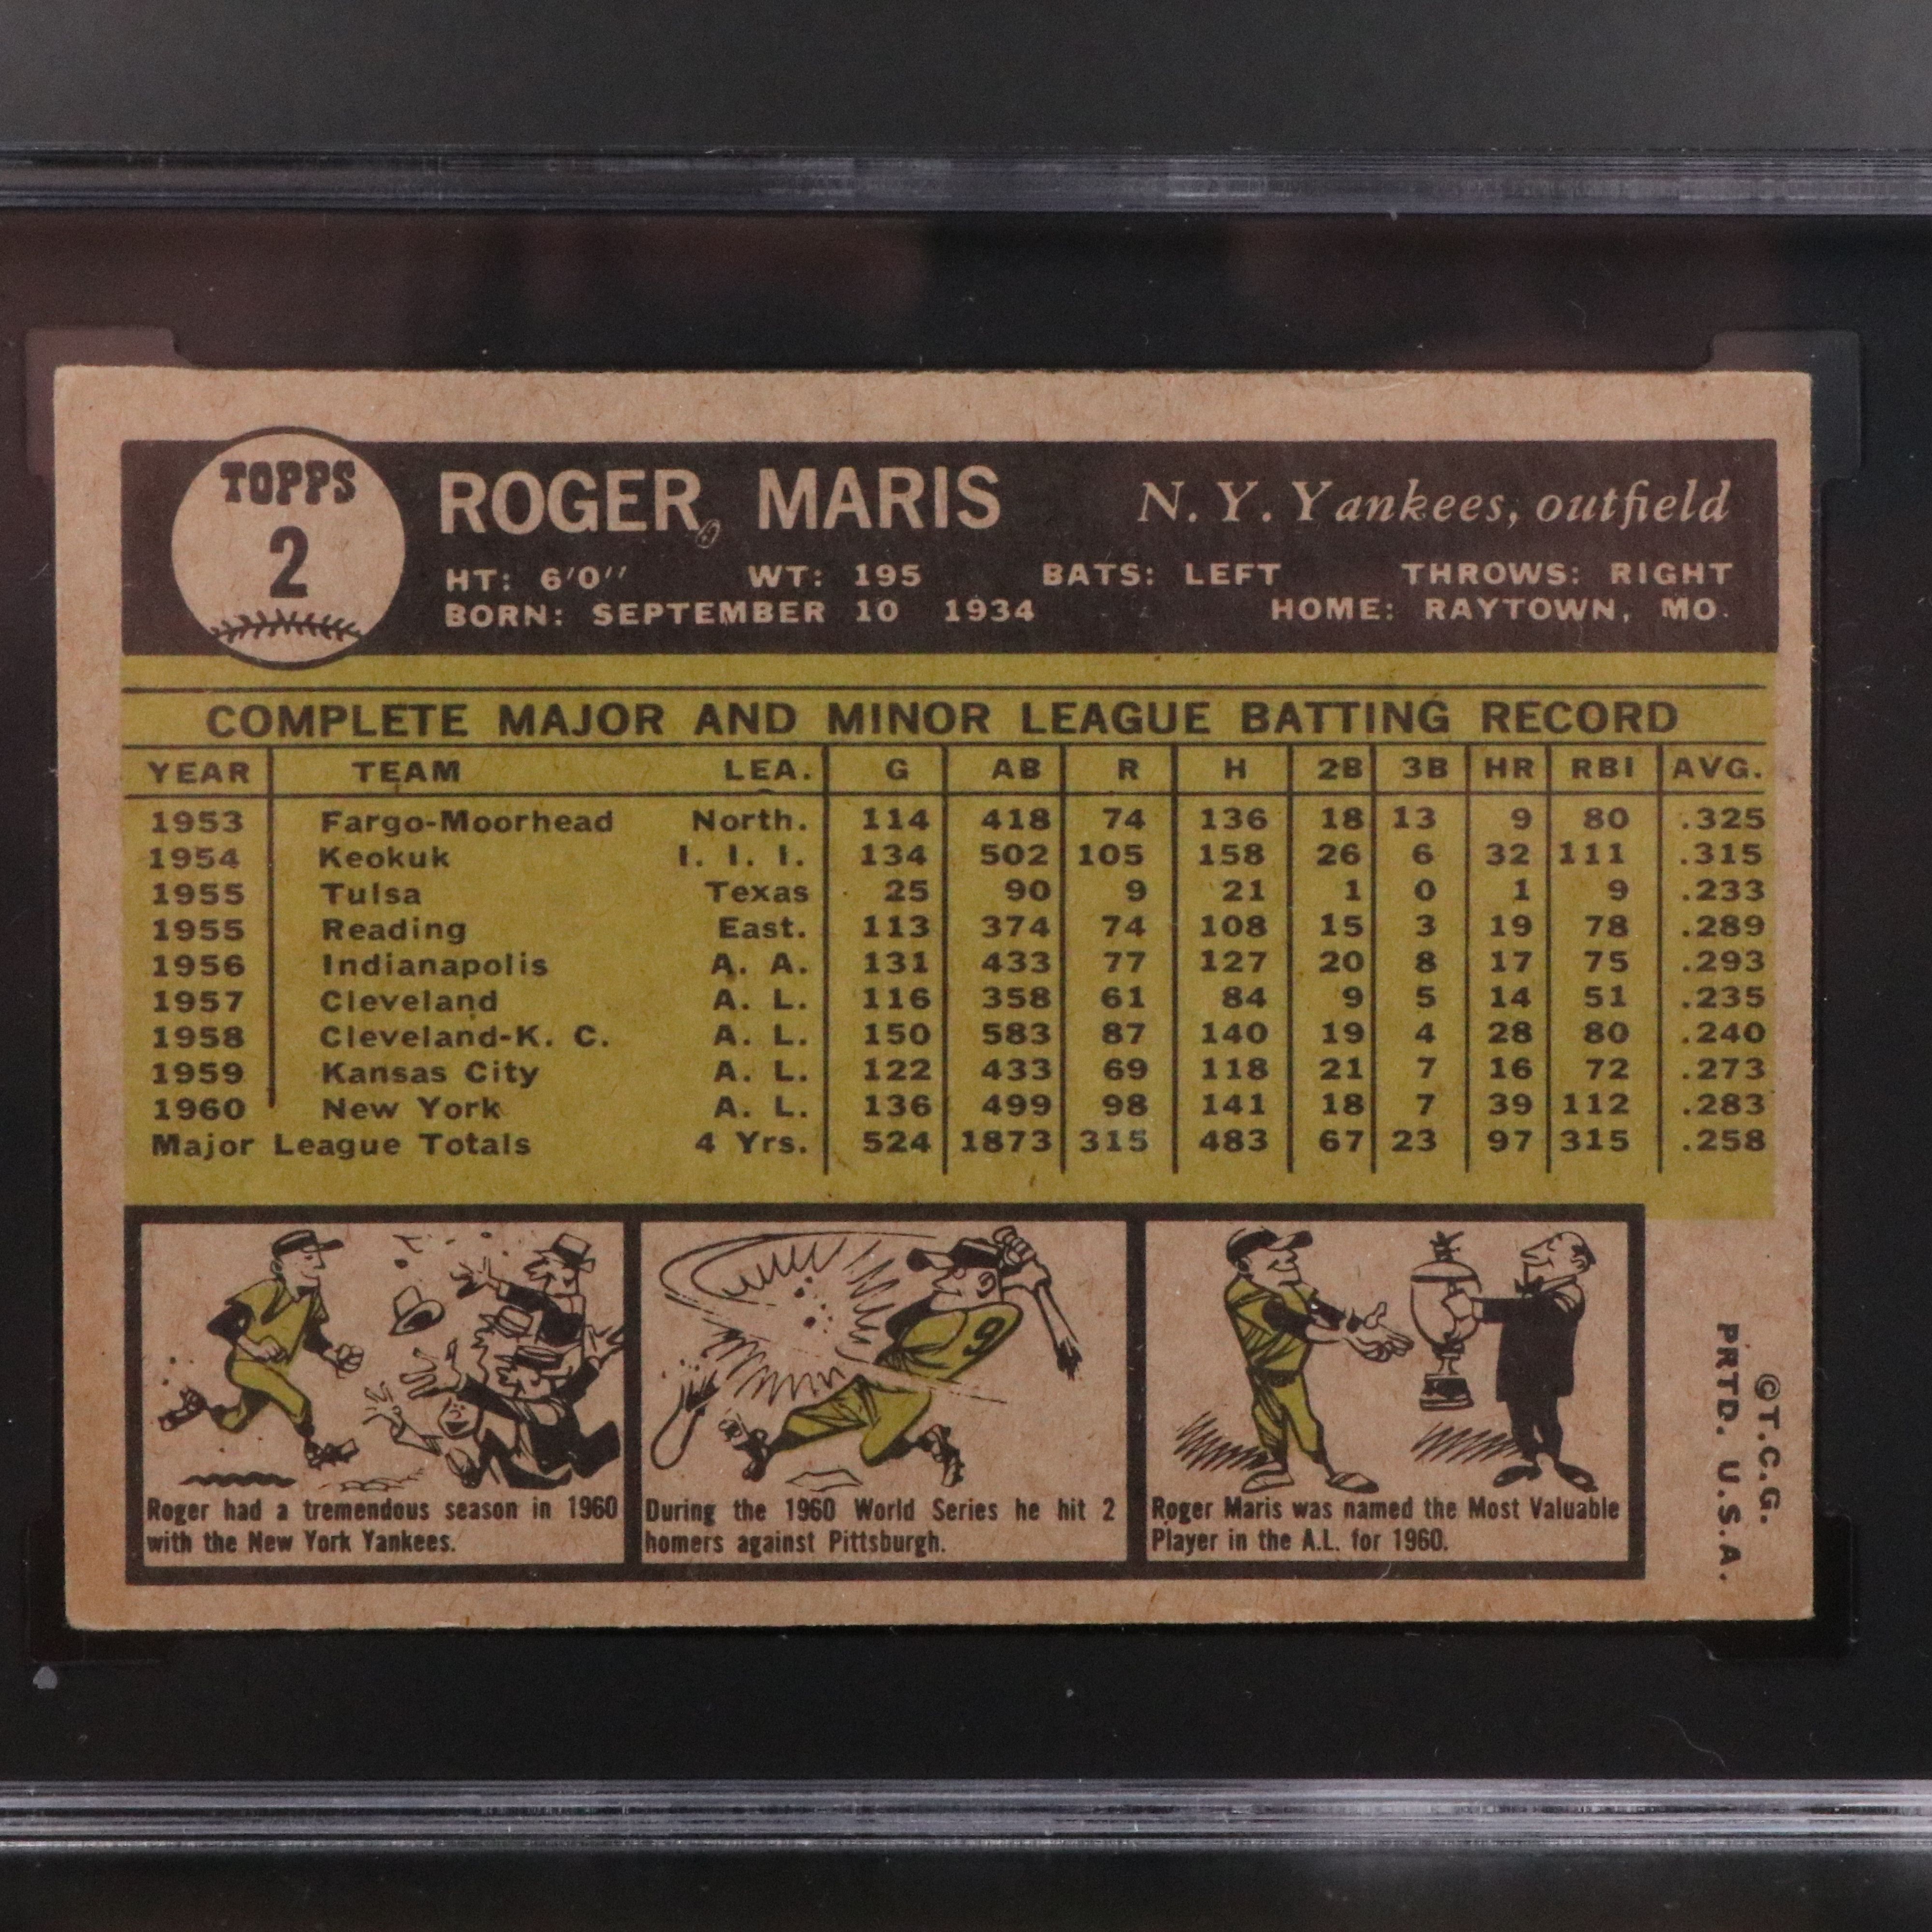 TOPPS
2
ROGER MARIS N. Y. Yankees, outfield
HT: 6'0'' WT: 195 BATS: LEFT THROWS: RIGHT
BORN: SEPTEMBER 10 1934 HOME: RAYTOWN, MO.
COMPLETE MAJOR AND MINOR LEAGUE BATTING RECORD
YEAR TEAM LEA. G AB R H 2B 3B HR RBI AVG.
1953 Fargo-Moorhead North. 114 418 74 136 18 13 9 80 .325
1954 Keokuk I. I. I. 134 502 105 158 26 6 32 111 .315
1955 Tulsa Texas 25 90 9 21 1 0 1 9 .233
1955 Reading East. 113 374 74 108 15 3 19 78 .289
1956 Indianapolis A. A. 131 433 77 127 20 8 17 75 .293
1957 Cleveland A. L. 116 358 61 84 9 5 14 51 .235
1958 Cleveland-K. C. A. L. 150 583 87 140 19 4 28 80 .240
1959 Kansas City A. L. 122 433 69 118 21 7 16 72 .273
1960 New York A. L. 136 499 98 141 18 7 39 112 .283
Major League Totals 4 Yrs. 524 1873 315 483 67 23 97 315 .258
9
Roger had a tremendous season in 1960
with the New York Yankees.
During the 1960 World Series he hit 2
homers against Pittsburgh.
Roger Maris was named the Most Valuable
Player in the A.L. for 1960.
©T.C.G.
PRTD. U.S.A.